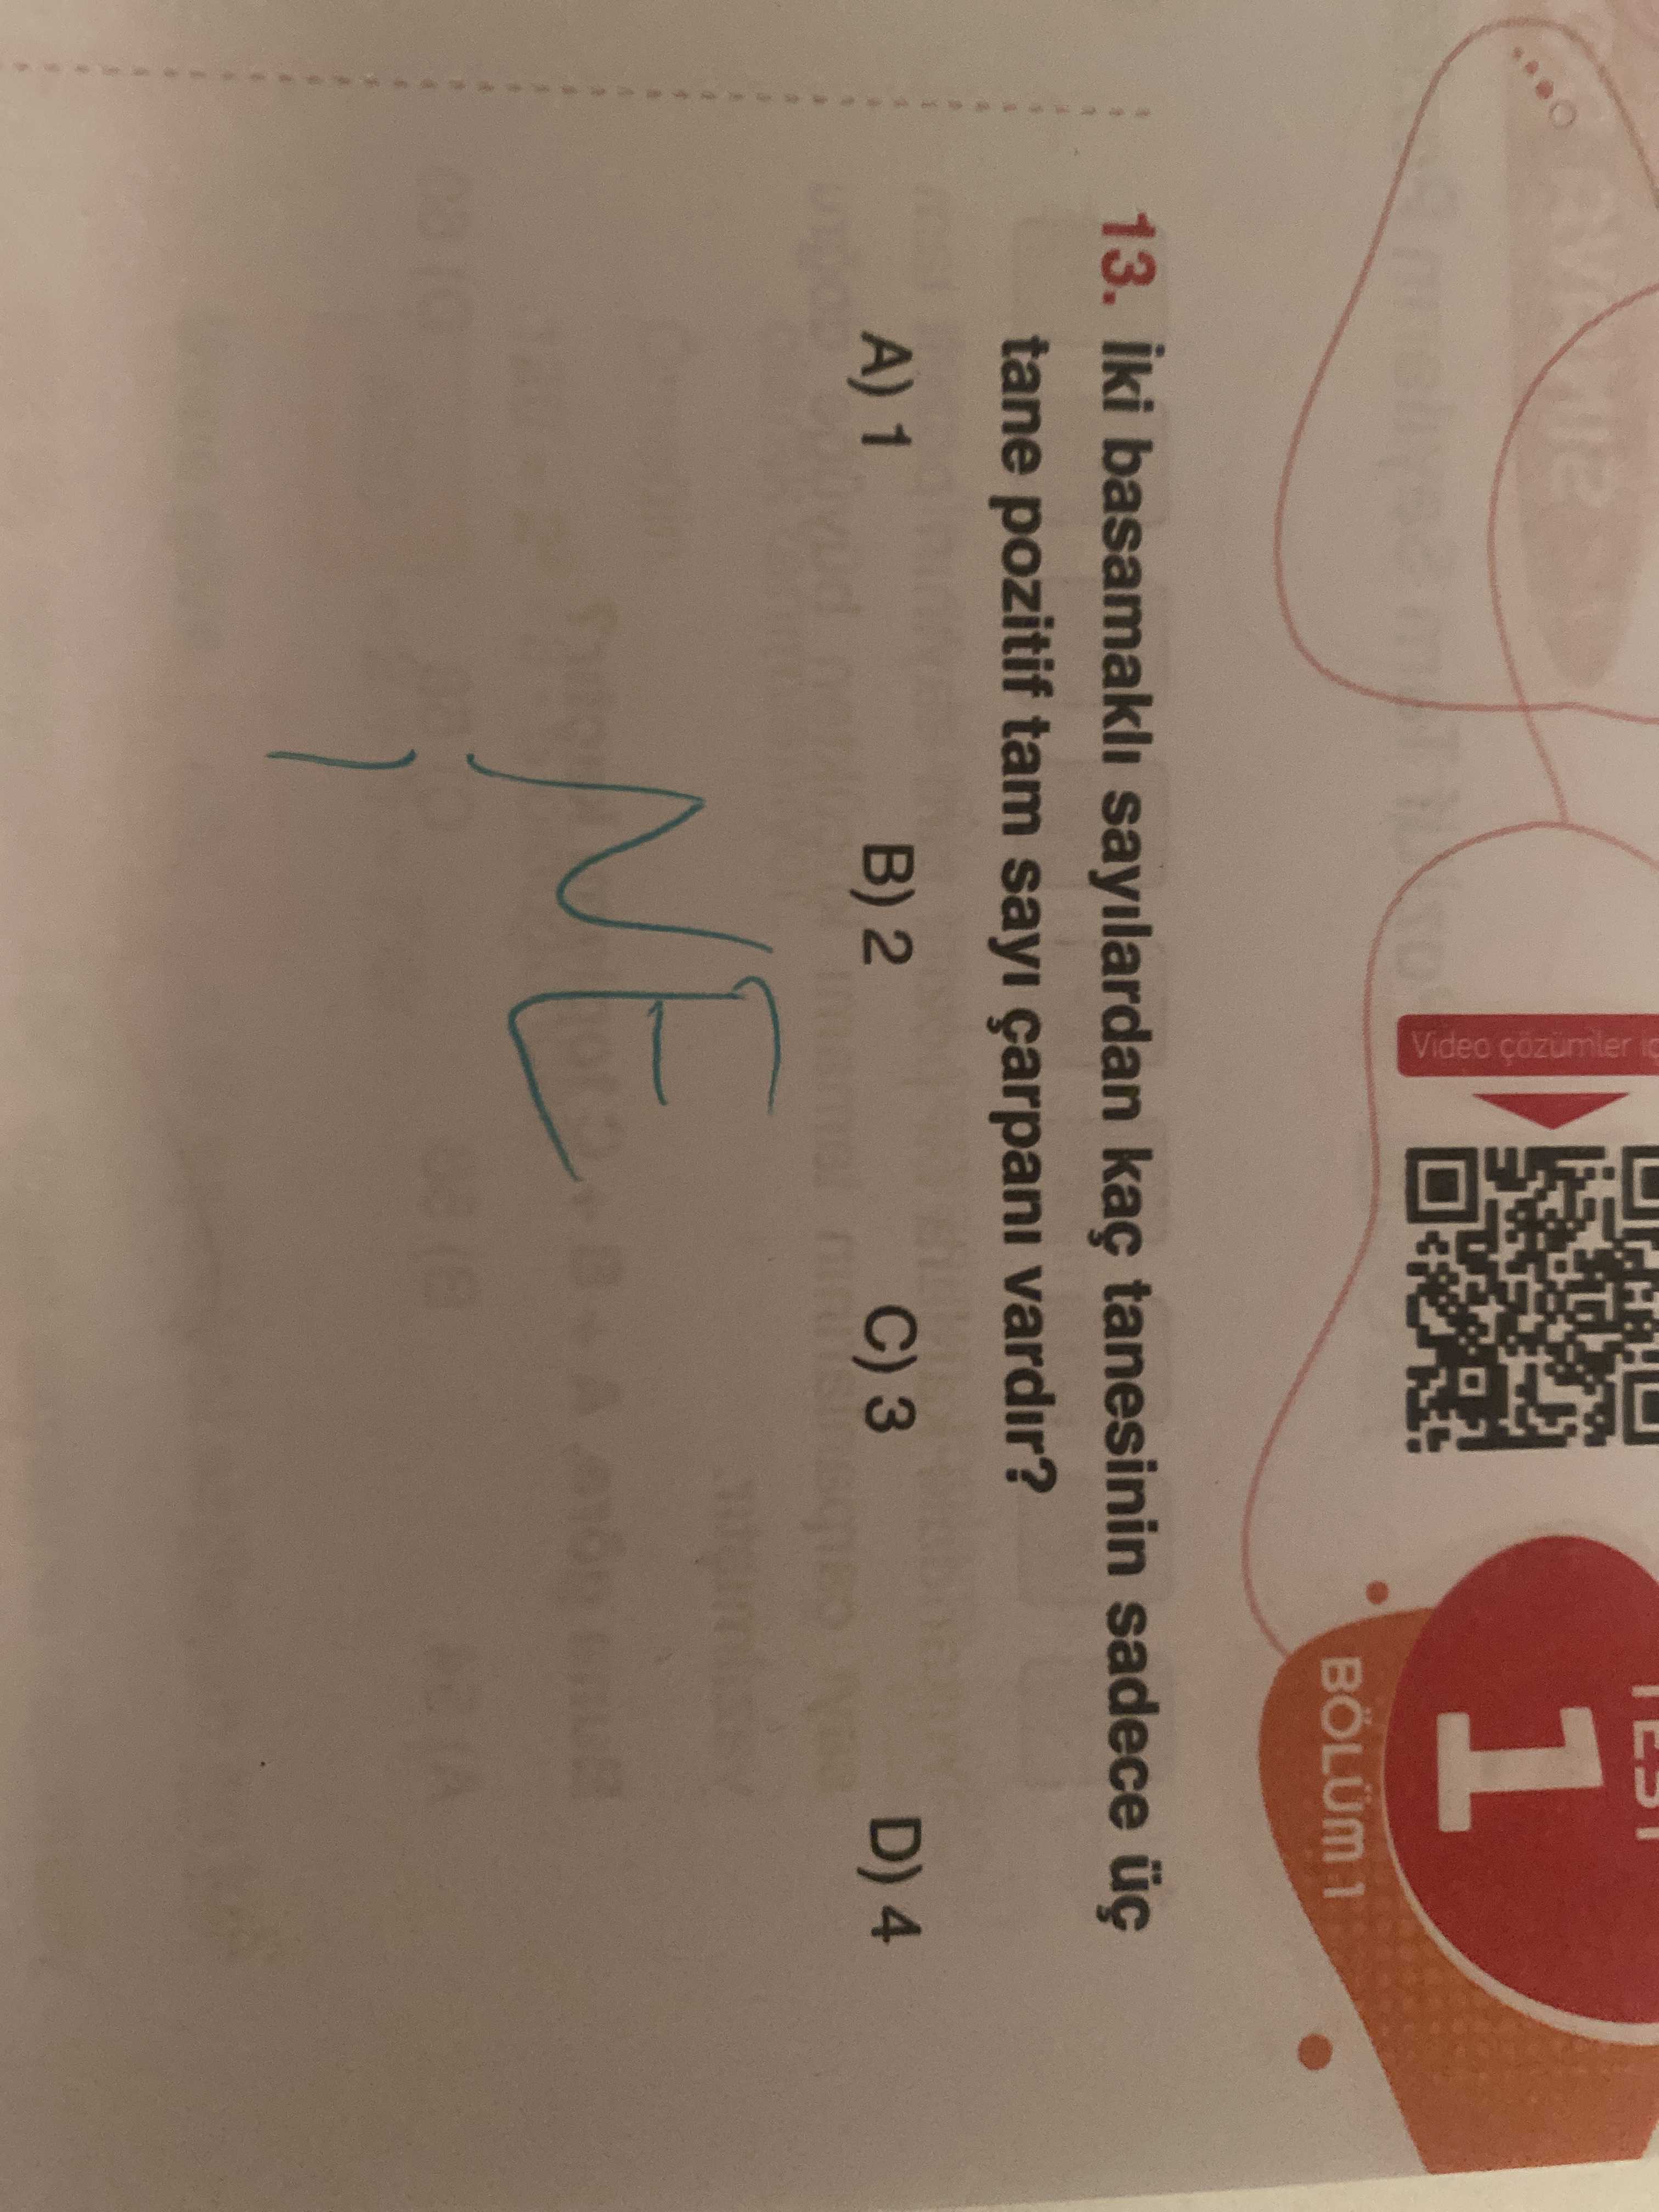 Video çözümler iç
TEST
1
BÖLÜM 1
13. İki basamaklı sayılardan kaç tanesinin sadece üç
tane pozitif tam sayı çarpanı vardır?
A) 1 B) 2 C) 3 D) 4
NE